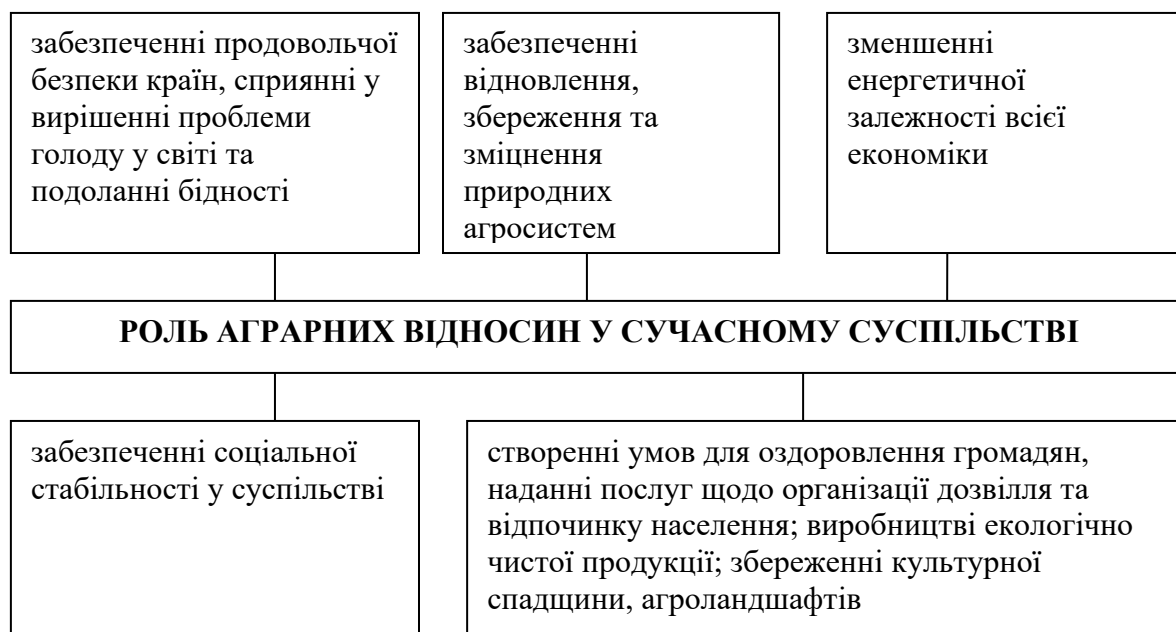 забезпеченні продовольчої
безпеки країн, сприянні у
вирішенні проблеми
голоду у світі та
подоланні бідності
забезпеченні
відновлення,
збереження та
зміцнення
природних
агросистем
зменшенні
енергетичної
залежності всієї
економіки
РОЛЬ АГРАРНИХ ВІДНОСИН У СУЧАСНОМУ СУСПІЛЬСТВІ
забезпеченні соціальної
стабільності у суспільстві
створенні умов для оздоровлення громадян,
наданні послуг щодо організації дозвілля та
відпочинку населення; виробництві екологічно
чистої продукції; збереженні культурної
спадщини, агроландшафтів